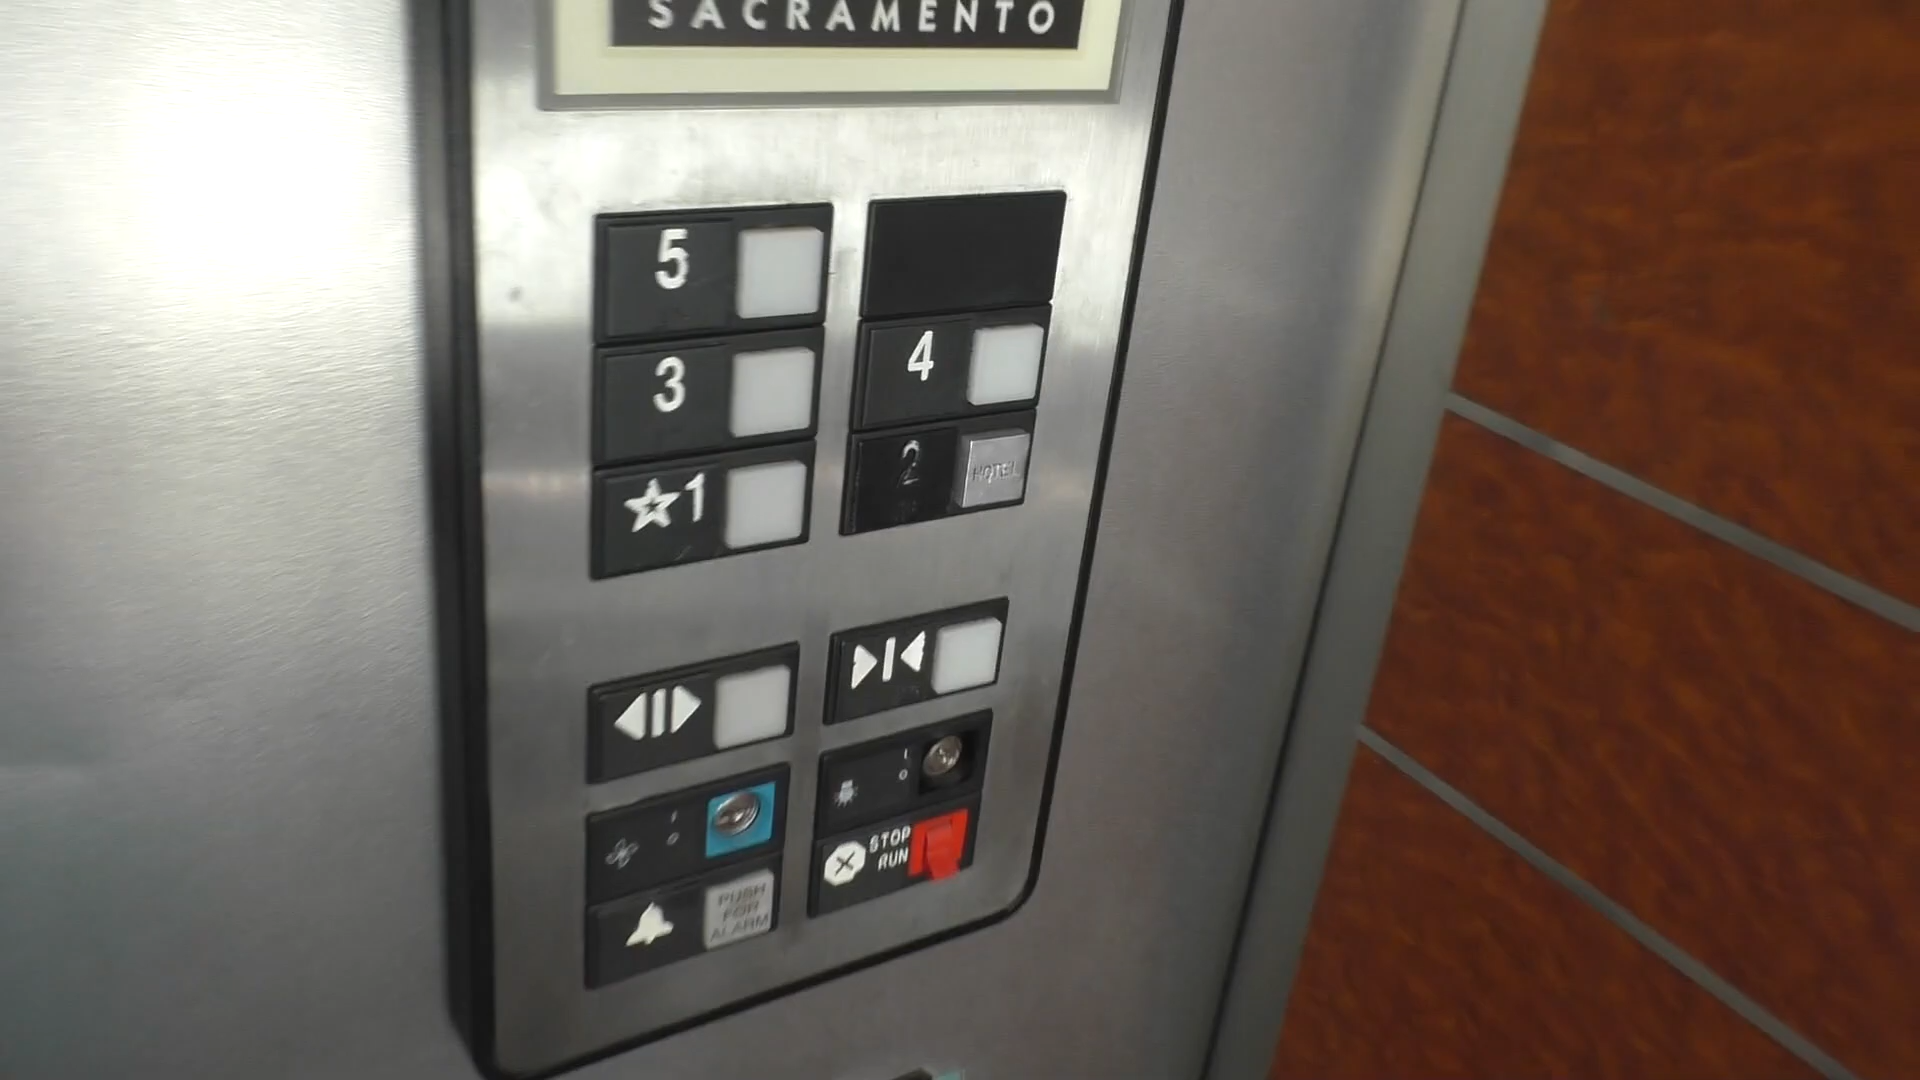 SACRAMENTO
5
3
4
☆1
2 HOTEL
STOP
RUN
PUSH
FOR
ALARM